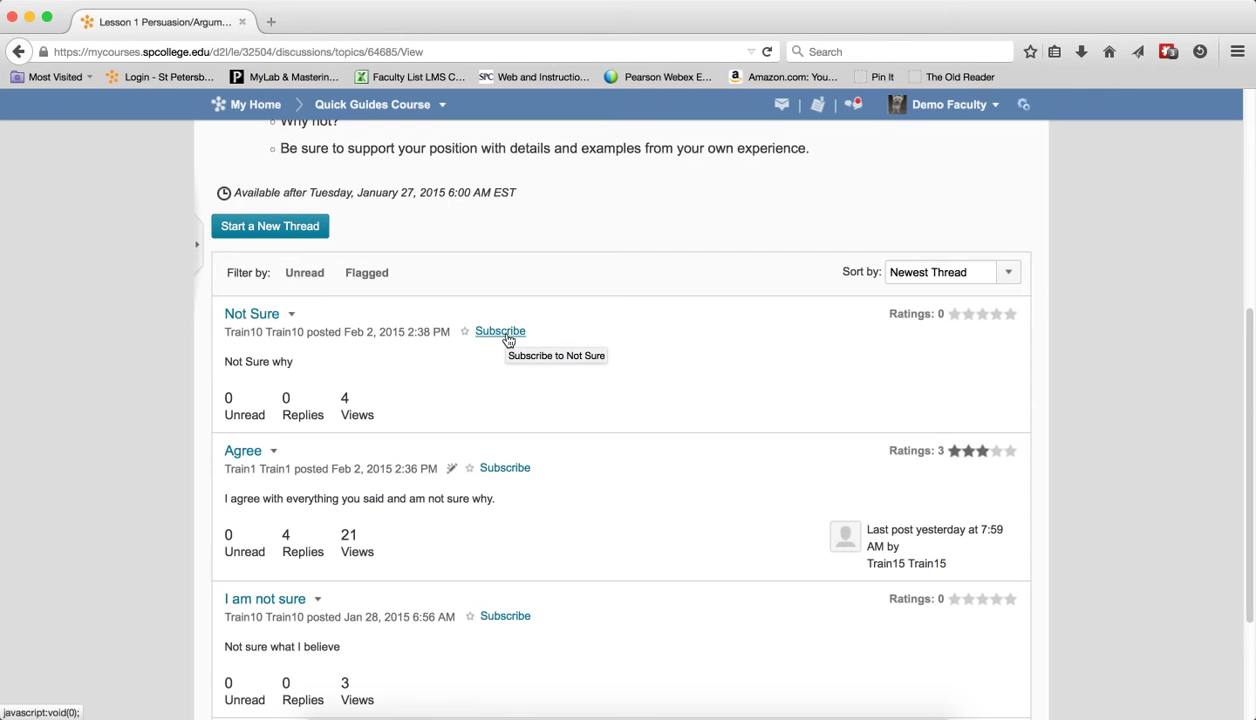 Lesson 1 Persuasion/Argum...
https://mycourses.spcollege.edu/d2l/le/32504/discussions/topics/64685/View
Search
Most Visited
Login - St Petersb...
MyLab & Mastering...
Faculty List LMS C...
SPC Web and Instructio...
Pearson Webex E...
Amazon.com: You...
Pin It
The Old Reader
My Home
Quick Guides Course
Demo Faculty
Why not?
Be sure to support your position with details and examples from your own experience.
Available after Tuesday, January 27, 2015 6:00 AM EST
Start a New Thread
Filter by: Unread Flagged
Sort by: Newest Thread
Not Sure
Ratings: 0
Train10 Train10 posted Feb 2, 2015 2:38 PM Subscribe
Subscribe to Not Sure
Not Sure why
0 0 4
Unread Replies Views
Agree
Ratings: 3
Train1 Train1 posted Feb 2, 2015 2:36 PM Subscribe
I agree with everything you said and am not sure why.
0 4 21
Unread Replies Views
Last post yesterday at 7:59
AM by
Train15 Train15
I am not sure
Ratings: 0
Train10 Train10 posted Jan 28, 2015 6:56 AM Subscribe
Not sure what I believe
0 0 3
Unread Replies Views
javascript:void(0);